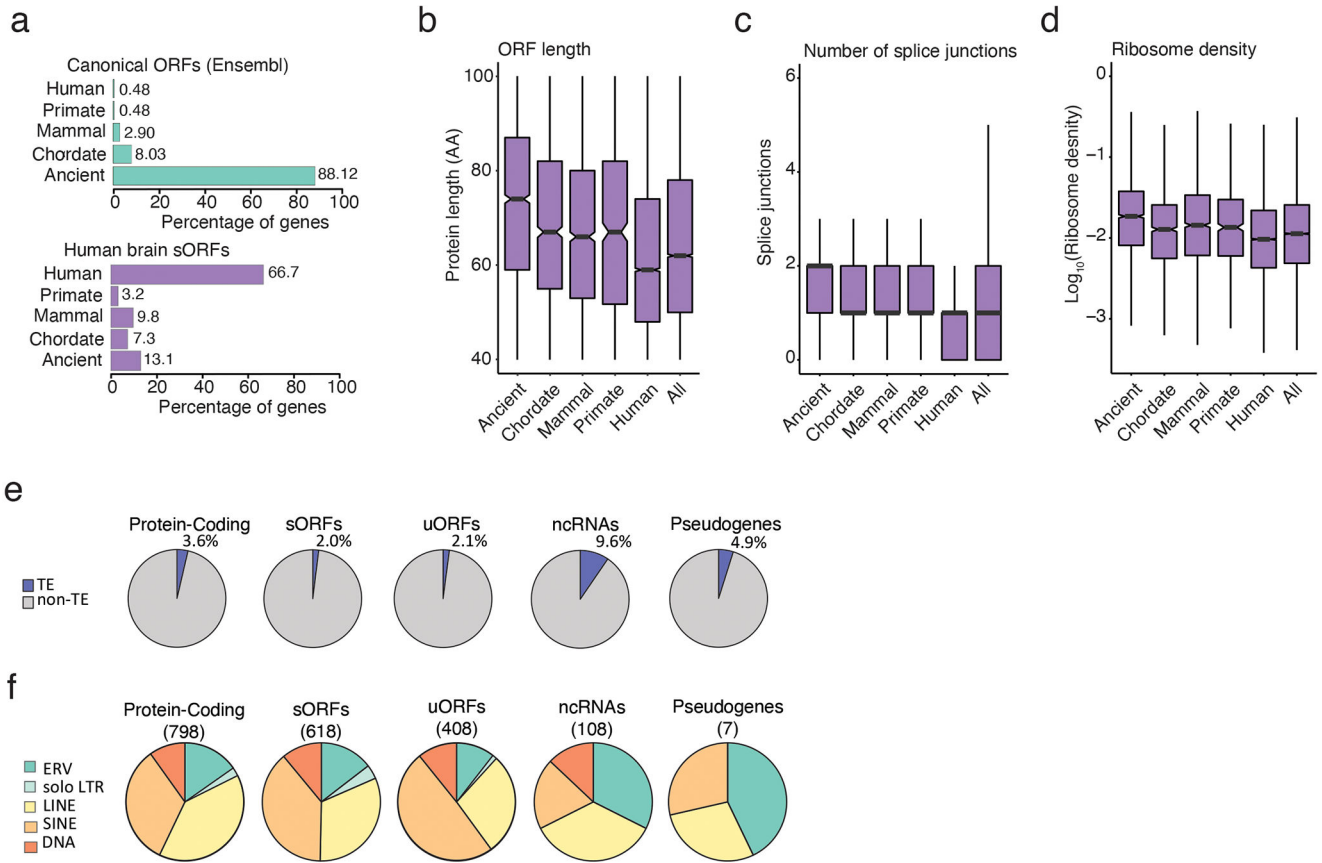 a
Canonical ORFs (Ensembl)
Human 0.48
Primate 0.48
Mammal 2.90
Chordate 8.03
Ancient 88.12
0 20 40 60 80 100
Percentage of genes
Human brain sORFs
Human 66.7
Primate 3.2
Mammal 9.8
Chordate 7.3
Ancient 13.1
0 20 40 60 80 100
Percentage of genes
b
ORF length
Protein length (AA)
100
80
60
40
Ancient Chordate Mammal Primate Human All
c
Number of splice junctions
Splice junctions
6
4
2
0
Ancient Chordate Mammal Primate Human All
d
Ribosome density
Log10(Ribosome desnity)
0
−1
−2
−3
Ancient Chordate Mammal Primate Human All
e
Protein-Coding sORFs uORFs ncRNAs Pseudogenes
3.6% 2.0% 2.1% 9.6% 4.9%
TE
non-TE
f
Protein-Coding sORFs uORFs ncRNAs Pseudogenes
(798) (618) (408) (108) (7)
ERV
solo LTR
LINE
SINE
DNA